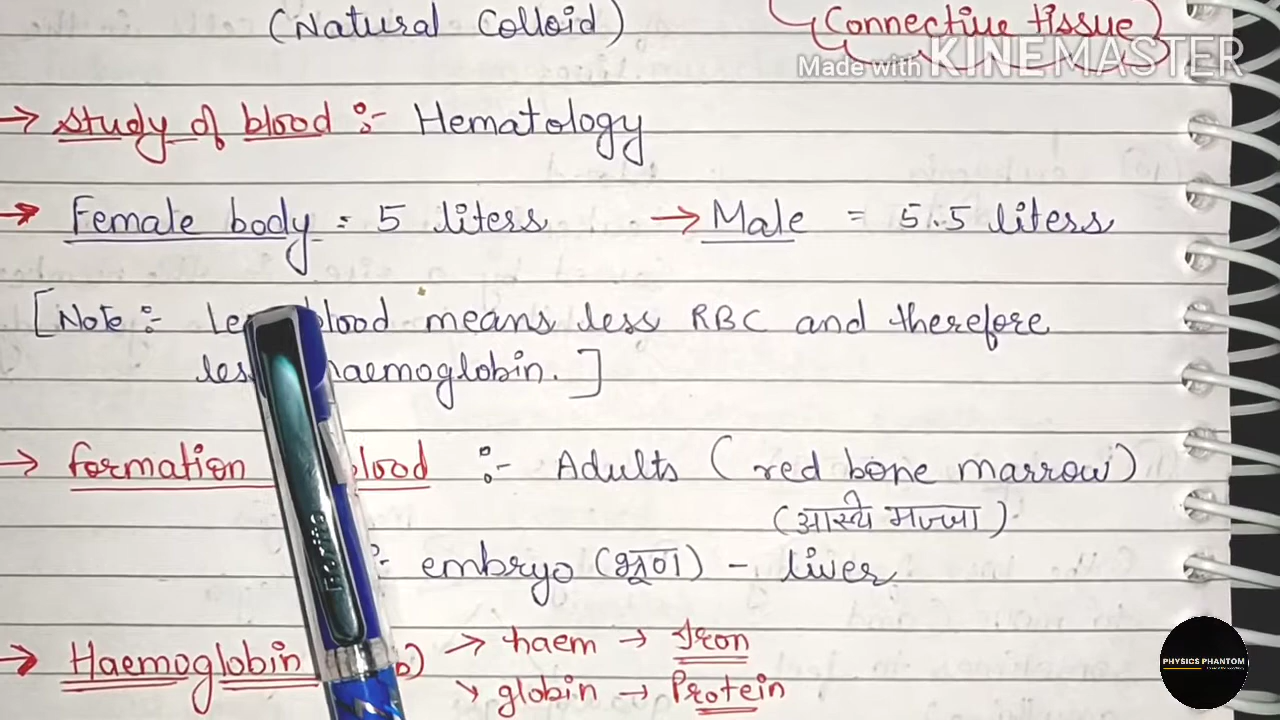 (Natural Colloid) (Connective tissue)
Made with KINEMASTER
→ Study of blood :- Hematology
→ Female body = 5 liters → Male = 5.5 liters
[Note :- blood means less RBC and therefore
haemoglobin.]
→ formation blood :- Adults (red bone marrow)
(आस्थि मज्जा)
:- embryo (भ्रूण) - liver
→ Haemoglobin → haem → Iron
→ globin → Protein
PHYSICS PHANTOM